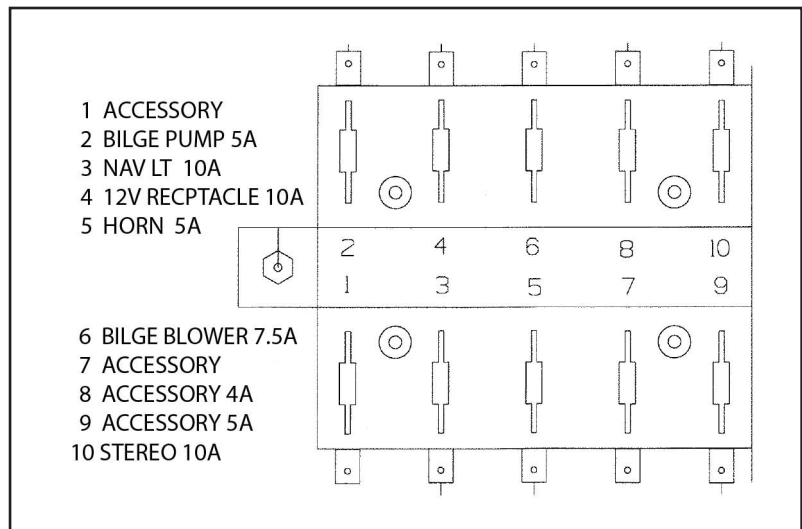 1 ACCESSORY
2 BILGE PUMP 5A
3 NAV LT 10A
4 12V RECPTACLE 10A
5 HORN 5A
2 4 6 8 10
1 3 5 7 9
6 BILGE BLOWER 7.5A
7 ACCESSORY
8 ACCESSORY 4A
9 ACCESSORY 5A
10 STEREO 10A